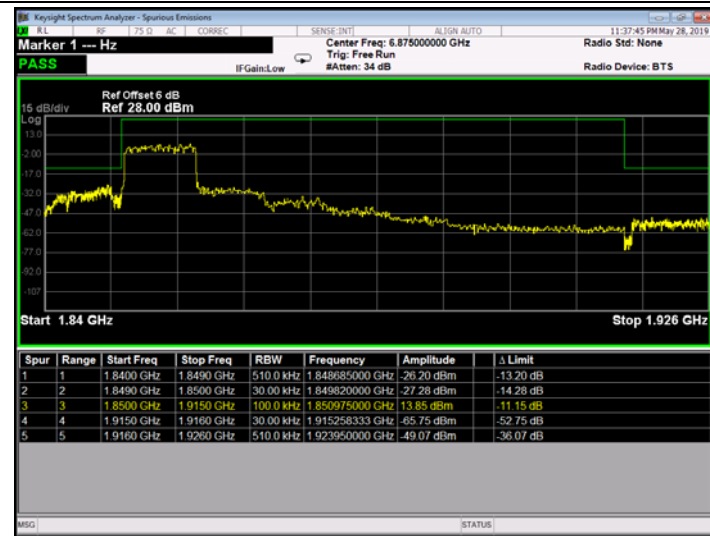 Keysight Spectrum Analyzer - Spurious Emissions
RL RF 75 Ω AC CORREC SENSE:INT ALIGN AUTO 11:37:45 PM May 28, 2019
Marker 1 --- Hz Center Freq: 6.875000000 GHz Radio Std: None
Trig: Free Run
PASS IFGain:Low #Atten: 34 dB Radio Device: BTS
Ref Offset 6 dB
15 dB/div Ref 28.00 dBm
Log
13.0
-2.00
-17.0
-32.0
-47.0
-62.0
-77.0
-92.0
-107
Start 1.84 GHz Stop 1.926 GHz
Spur Range Start Freq Stop Freq RBW Frequency Amplitude Δ Limit
1 1 1.8400 GHz 1.8490 GHz 510.0 kHz 1.848685000 GHz -26.20 dBm -13.20 dB
2 2 1.8490 GHz 1.8500 GHz 30.00 kHz 1.849820000 GHz -27.28 dBm -14.28 dB
3 3 1.8500 GHz 1.9150 GHz 100.0 kHz 1.850975000 GHz 13.85 dBm -11.15 dB
4 4 1.9150 GHz 1.9160 GHz 30.00 kHz 1.915258333 GHz -65.75 dBm -52.75 dB
5 5 1.9160 GHz 1.9260 GHz 510.0 kHz 1.923950000 GHz -49.07 dBm -36.07 dB
MSG STATUS